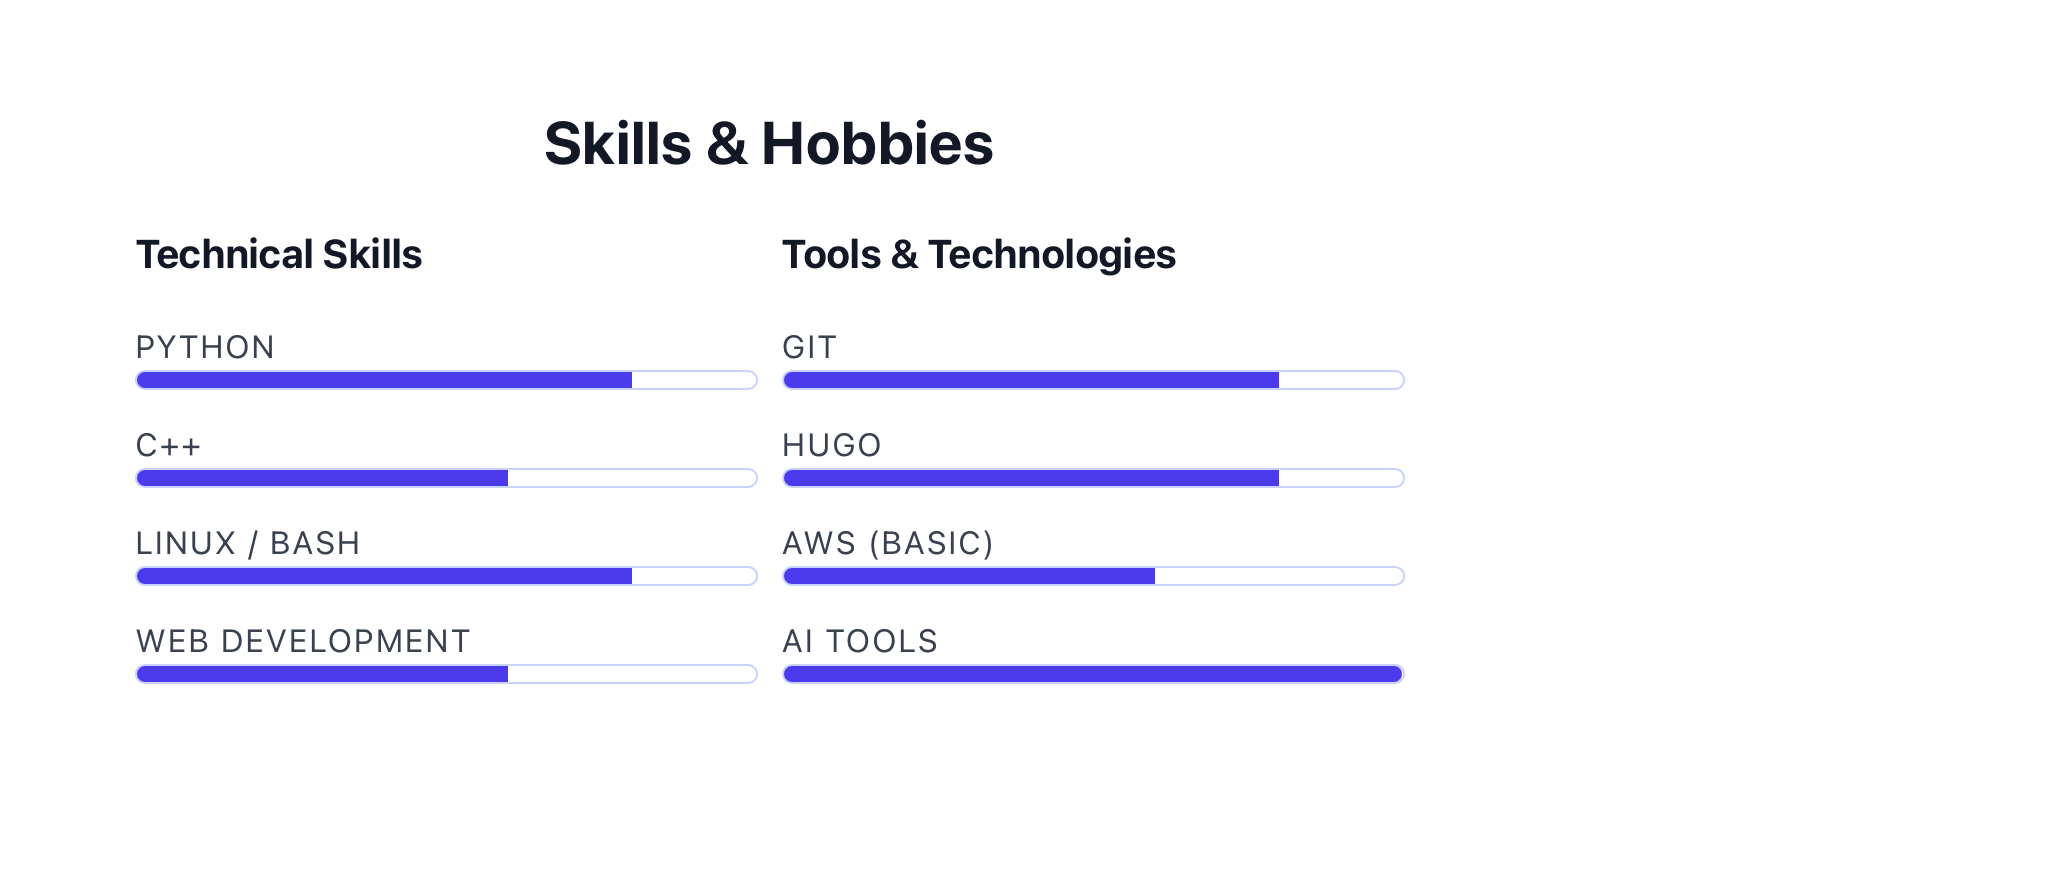 Skills & Hobbies
Technical Skills
PYTHON
C++
LINUX / BASH
WEB DEVELOPMENT
Tools & Technologies
GIT
HUGO
AWS (BASIC)
AI TOOLS